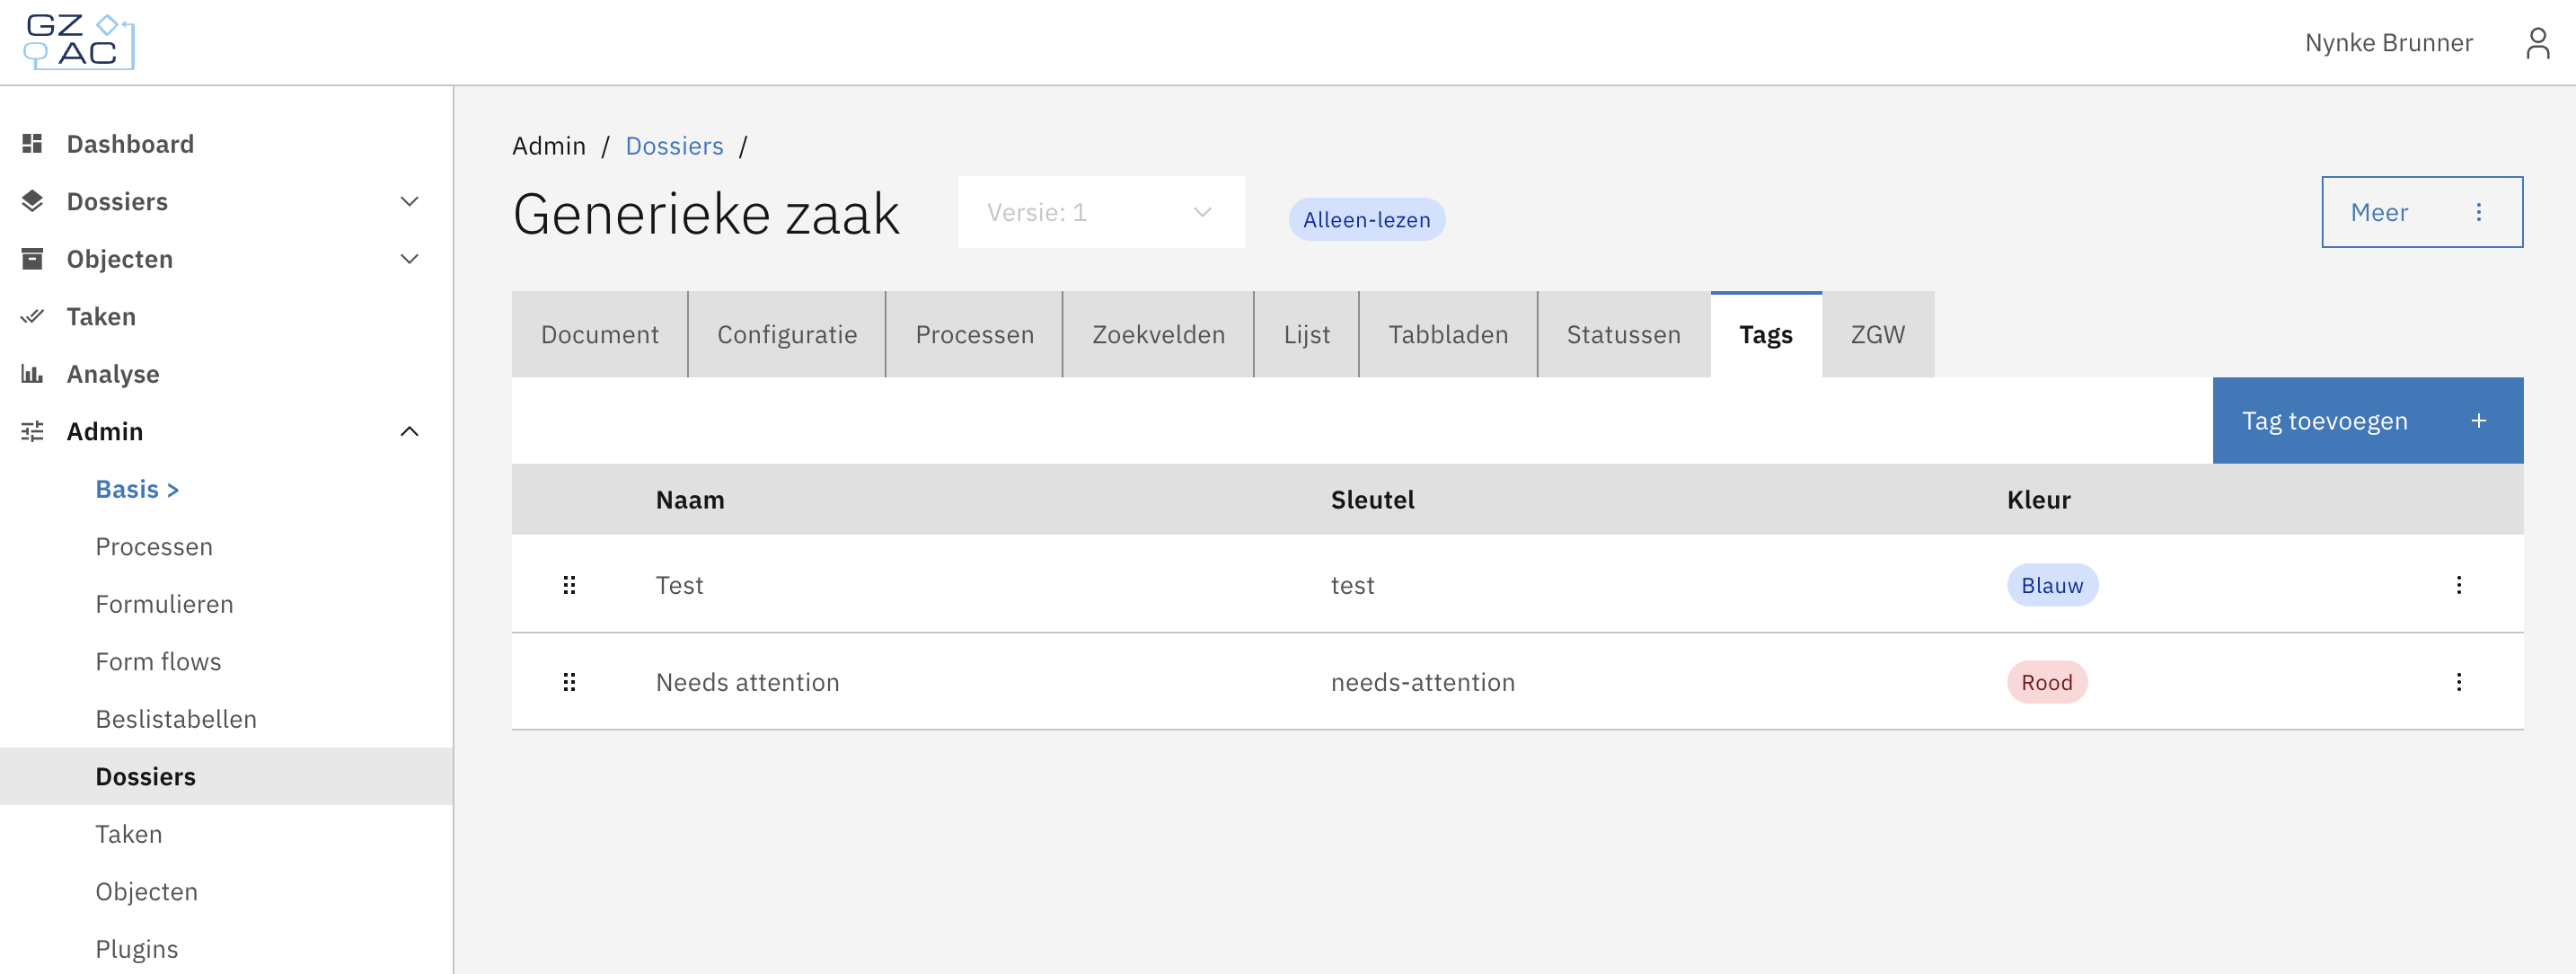 GZ
AC
Nynke Brunner
Dashboard
Dossiers
Objecten
Taken
Analyse
Admin
Basis >
Processen
Formulieren
Form flows
Beslistabellen
Dossiers
Taken
Objecten
Plugins
Admin / Dossiers /
Generieke zaak
Versie: 1
Alleen-lezen
Meer
Document Configuratie Processen Zoekvelden Lijst Tabbladen Statussen Tags ZGW
Tag toevoegen +
Naam Sleutel Kleur
Test test Blauw
Needs attention needs-attention Rood